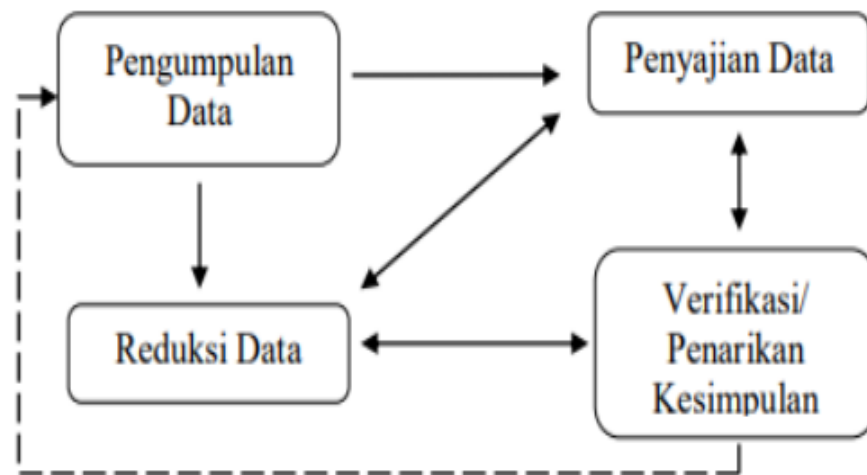 Pengumpulan
Data
Penyajian Data
Reduksi Data
Verifikasi/
Penarikan
Kesimpulan